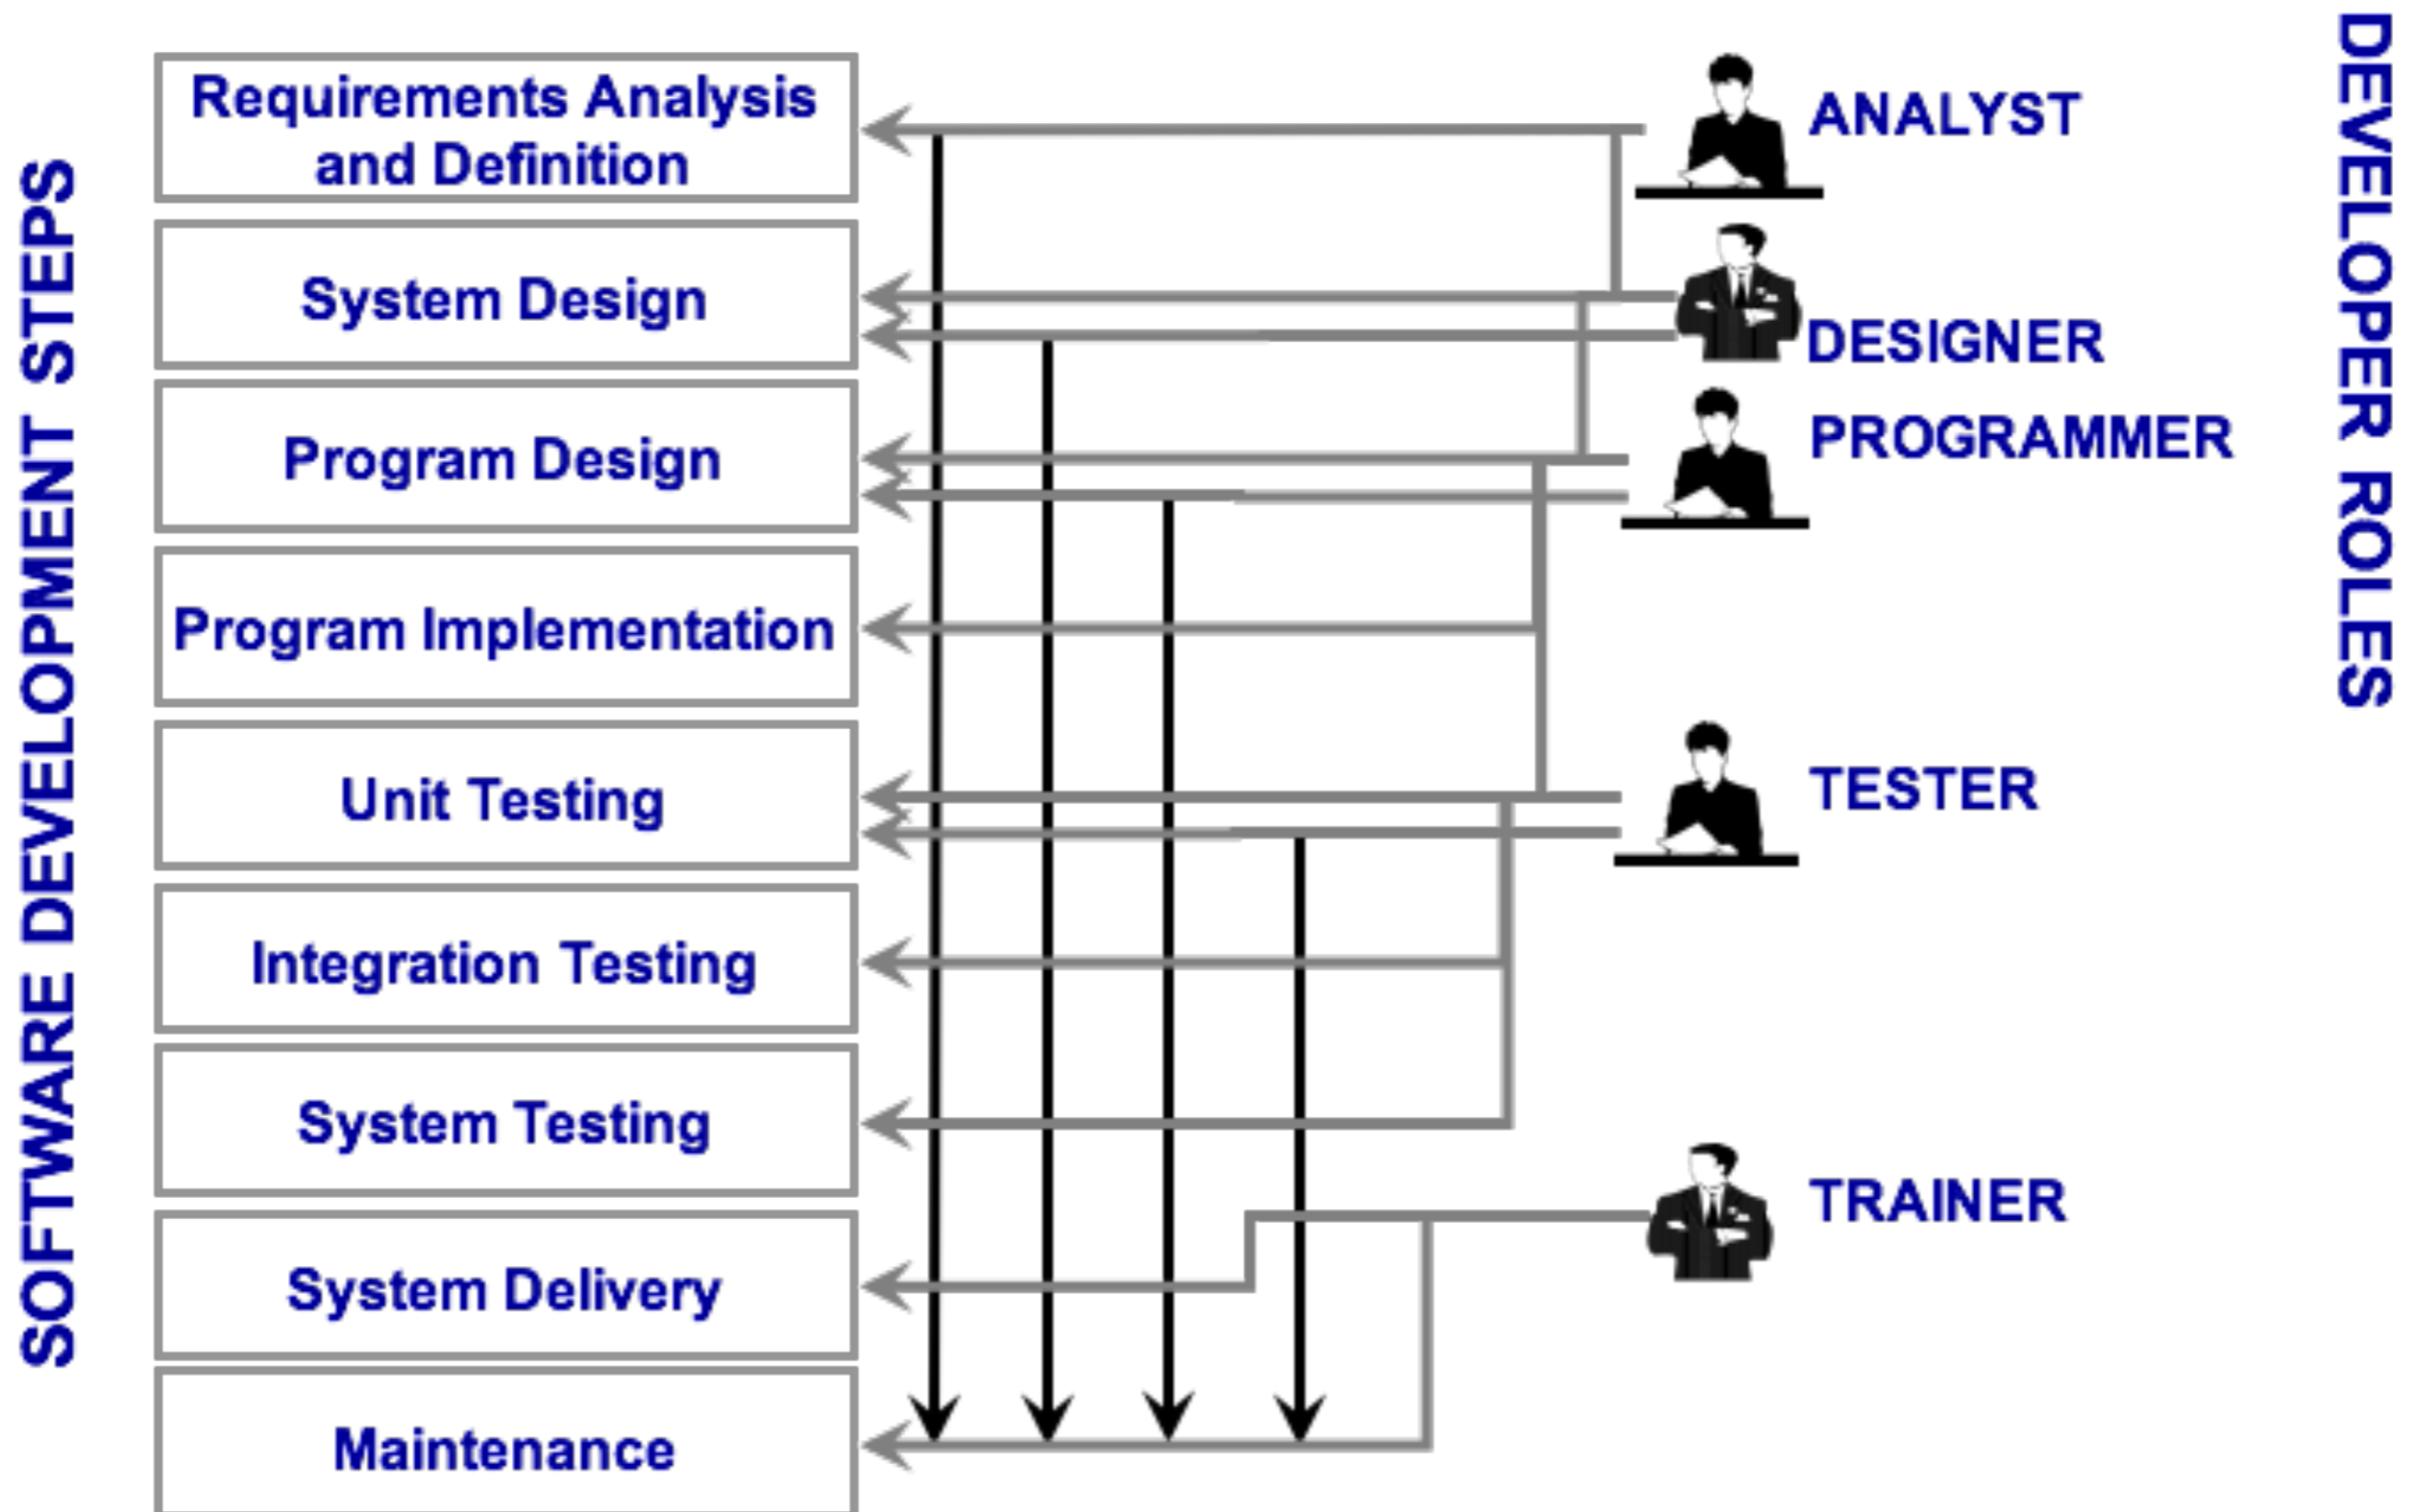 SOFTWARE DEVELOPMENT STEPS
Requirements Analysis
and Definition
System Design
Program Design
Program Implementation
Unit Testing
Integration Testing
System Testing
System Delivery
Maintenance
ANALYST
DESIGNER
PROGRAMMER
TESTER
TRAINER
DEVELOPER ROLES